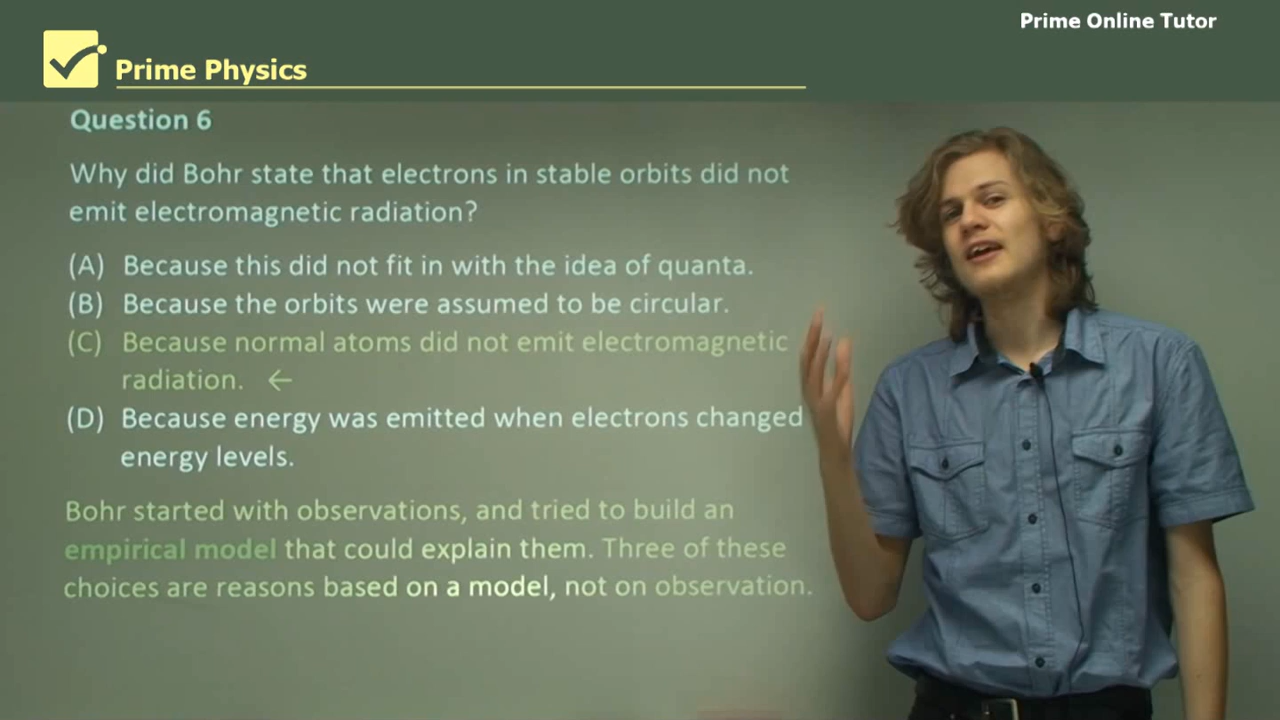 Prime Online Tutor
Prime Physics
Question 6
Why did Bohr state that electrons in stable orbits did not
emit electromagnetic radiation?
(A) Because this did not fit in with the idea of quanta.
(B) Because the orbits were assumed to be circular.
(C) Because normal atoms did not emit electromagnetic
radiation. ←
(D) Because energy was emitted when electrons changed
energy levels.
Bohr started with observations, and tried to build an
empirical model that could explain them. Three of these
choices are reasons based on a model, not on observation.